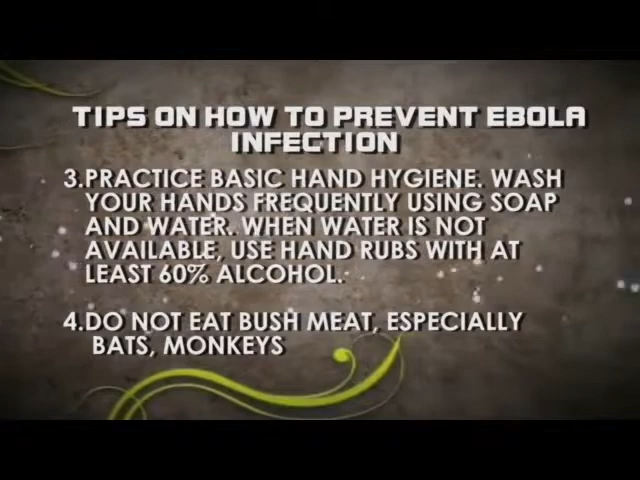 TIPS ON HOW TO PREVENT EBOLA
INFECTION
3.PRACTICE BASIC HAND HYGIENE. WASH
YOUR HANDS FREQUENTLY USING SOAP
AND WATER. WHEN WATER IS NOT
AVAILABLE, USE HAND RUBS WITH AT
LEAST 60% ALCOHOL.
4.DO NOT EAT BUSH MEAT, ESPECIALLY
BATS, MONKEYS